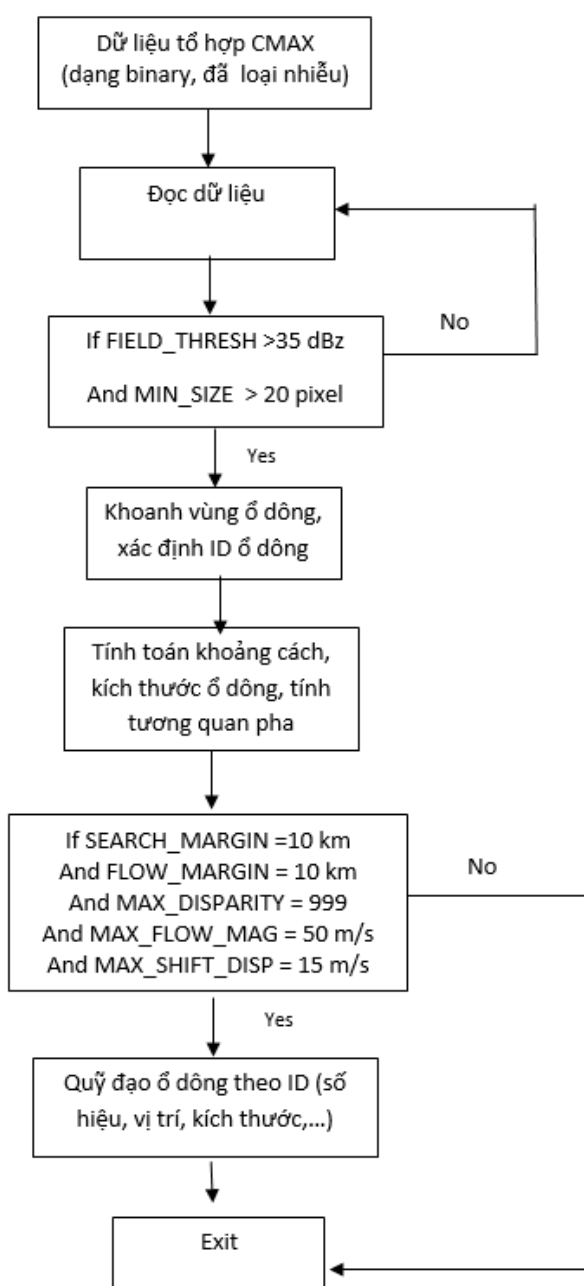 Dữ liệu tổ hợp CMAX
(dạng binary, đã loại nhiễu)
Đọc dữ liệu
If FIELD_THRESH >35 dBz
And MIN_SIZE > 20 pixel
No
Yes
Khoanh vùng ổ dông,
xác định ID ổ dông
Tính toán khoảng cách,
kích thước ổ dông, tính
tương quan pha
If SEARCH_MARGIN =10 km
And FLOW_MARGIN = 10 km
And MAX_DISPARITY = 999
And MAX_FLOW_MAG = 50 m/s
And MAX_SHIFT_DISP = 15 m/s
No
Yes
Quỹ đạo ổ dông theo ID (số
hiệu, vị trí, kích thước,...)
Exit